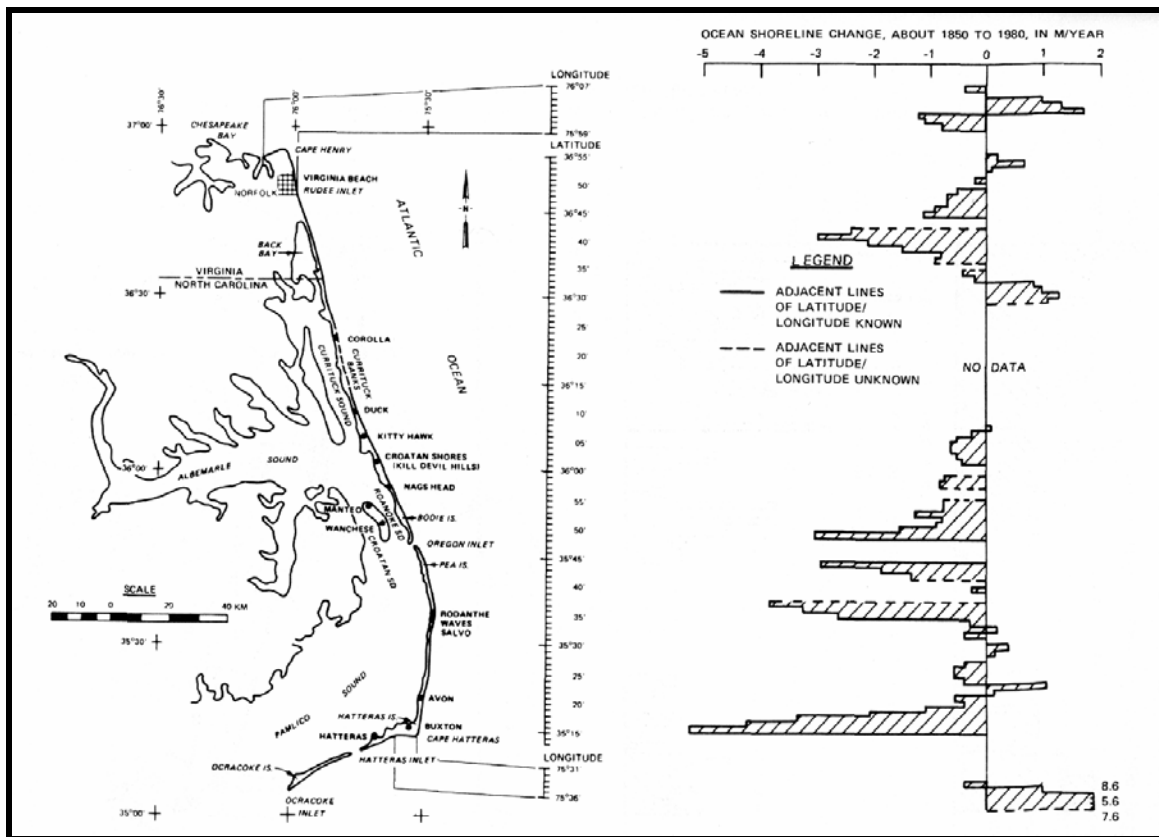 OCEAN SHORELINE CHANGE, ABOUT 1850 TO 1980, IN M/YEAR
-5 -4 -3 -2 -1 0 1 2
LONGITUDE
76°07'
75°59'
LATITUDE
36°55'
50'
36°45'
40'
35'
36°30'
25'
20'
36°15'
10'
05'
36°00'
55'
50'
35°45'
40'
35'
35°30'
25'
20'
35°15'
LONGITUDE
75°31'
75°36'
76°30'
76°00'
75°30'
37°00'
CHESAPEAKE
BAY
CAPE HENRY
VIRGINIA BEACH
NORFOLK
RUDEE INLET
-N-
ATLANTIC
OCEAN
BACK
BAY
VIRGINIA
NORTH CAROLINA
36°30'
COROLLA
CURRITUCK
BANKS
CURRITUCK SOUND
DUCK
KITTY HAWK
CROATAN SHORES
(KILL DEVIL HILLS)
36°00'
ALBEMARLE SOUND
NAGS HEAD
MANTEO
ROANOKE SD
BODIE IS.
WANCHESE
CROATAN SD
OREGON INLET
PEA IS.
SCALE
20 10 0 20 40 KM
RODANTHE
WAVES
SALVO
35°30'
PAMLICO SOUND
AVON
HATTERAS IS.
BUXTON
HATTERAS
CAPE HATTERAS
HATTERAS INLET
OCRACOKE IS.
OCRACOKE
INLET
35°00'
LEGEND
ADJACENT LINES
OF LATITUDE/
LONGITUDE KNOWN
ADJACENT LINES
OF LATITUDE/
LONGITUDE UNKNOWN
NO DATA
8.6
5.6
7.6